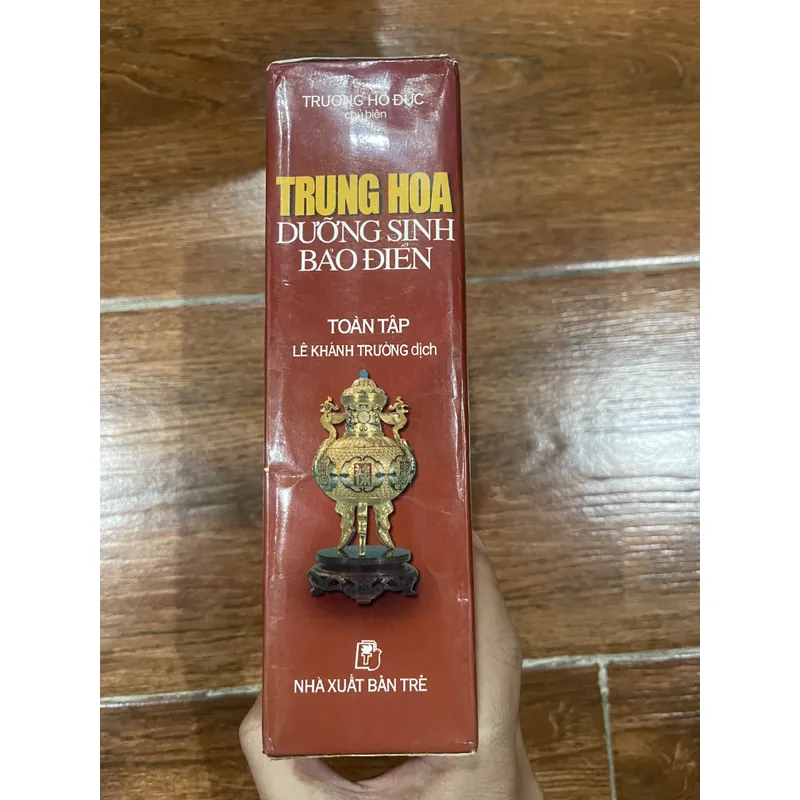 TRƯƠNG HỔ ĐỨC
chủ biên
TRUNG HOA
DƯỠNG SINH
BẢO ĐIỂN
TOÀN TẬP
LÊ KHÁNH TRƯỜNG dịch
NHÀ XUẤT BẢN TRẺ